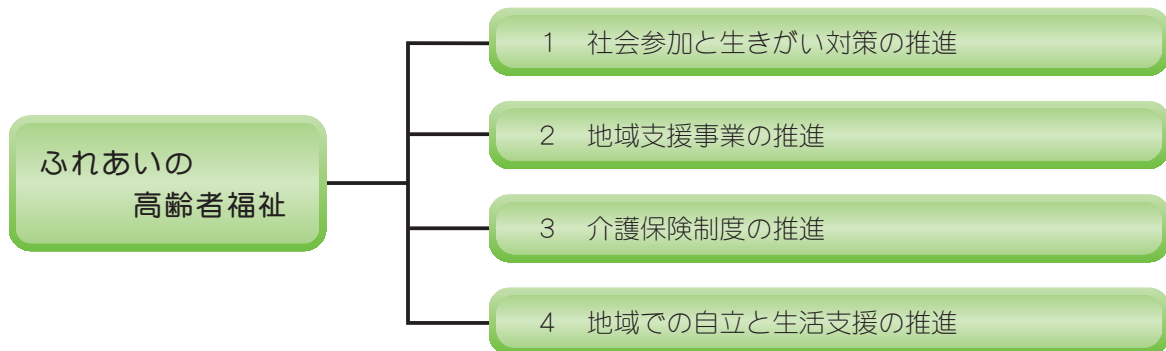 ふれあいの
高齢者福祉
1 社会参加と生きがい対策の推進
2 地域支援事業の推進
3 介護保険制度の推進
4 地域での自立と生活支援の推進